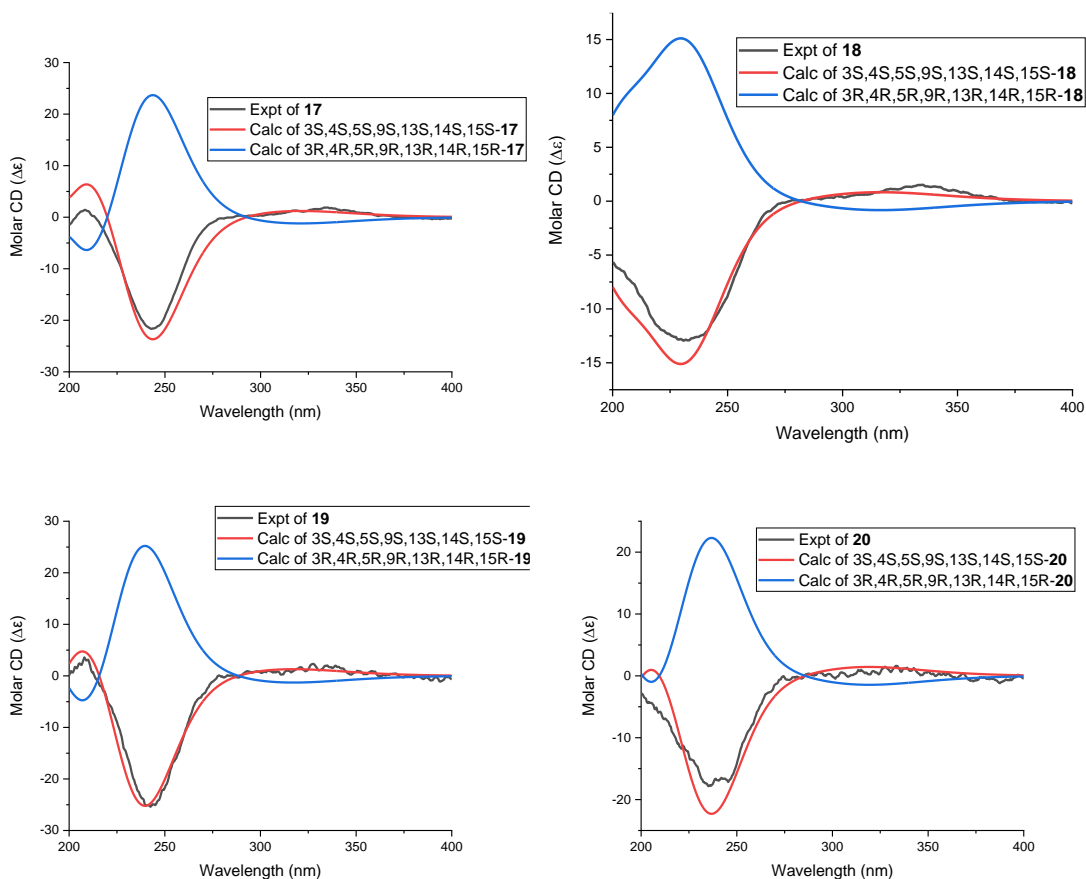 30
20
10
0
-10
-20
-30
200
250
300
350
400
Molar CD (Δε)
Wavelength (nm)
Expt of 17
Calc of 3S,4S,5S,9S,13S,14S,15S-17
Calc of 3R,4R,5R,9R,13R,14R,15R-17
15
10
5
0
-5
-10
-15
200
250
300
350
400
Molar CD (Δε)
Wavelength (nm)
Expt of 18
Calc of 3S,4S,5S,9S,13S,14S,15S-18
Calc of 3R,4R,5R,9R,13R,14R,15R-18
30
20
10
0
-10
-20
-30
200
250
300
350
400
Molar CD (Δε)
Wavelength (nm)
Expt of 19
Calc of 3S,4S,5S,9S,13S,14S,15S-19
Calc of 3R,4R,5R,9R,13R,14R,15R-19
20
10
0
-10
-20
200
250
300
350
400
Molar CD (Δε)
Wavelength (nm)
Expt of 20
Calc of 3S,4S,5S,9S,13S,14S,15S-20
Calc of 3R,4R,5R,9R,13R,14R,15R-20